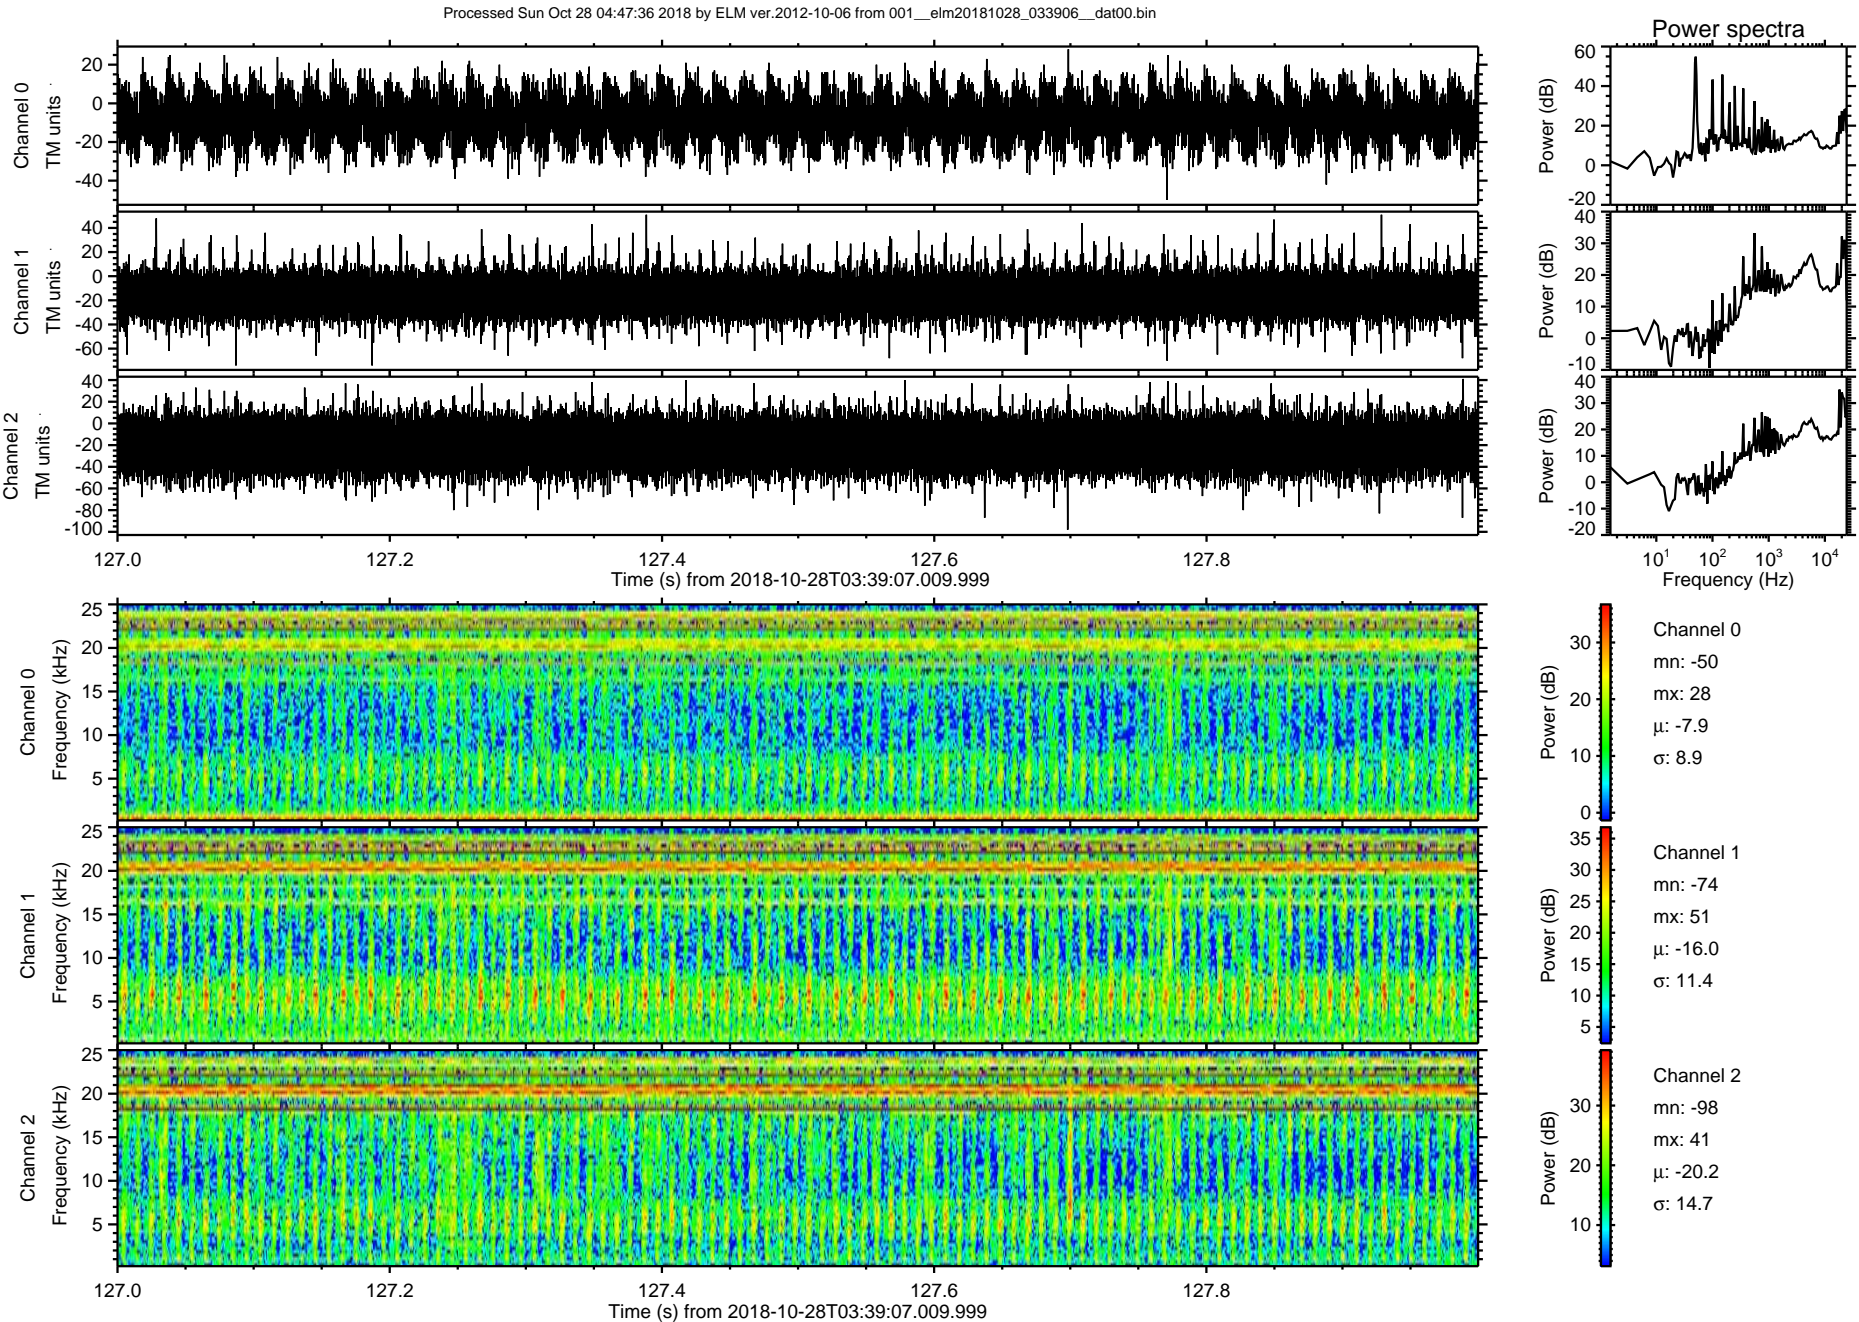 Processed Sun Oct 28 04:47:36 2018 by ELM ver.2012-10-06 from 001__elm20181028_033906__dat00.bin
Power spectra
Channel 0
TM units
20
0
-20
-40
Power (dB)
60
40
20
0
-20
Channel 1
TM units
40
20
0
-20
-40
-60
Power (dB)
40
30
20
10
0
-10
Channel 2
TM units
40
20
0
-20
-40
-60
-80
-100
Power (dB)
40
30
20
10
0
-10
-20
127.0 127.2 127.4 127.6 127.8
Time (s) from 2018-10-28T03:39:07.009.999
10^1 10^2 10^3 10^4
Frequency (Hz)
Channel 0
Frequency (kHz)
25
20
15
10
5
Power (dB)
30
20
10
0
Channel 0
mn: -50
mx: 28
μ: -7.9
σ: 8.9
Channel 1
Frequency (kHz)
25
20
15
10
5
Power (dB)
35
30
25
20
15
10
5
Channel 1
mn: -74
mx: 51
μ: -16.0
σ: 11.4
Channel 2
Frequency (kHz)
25
20
15
10
5
Power (dB)
30
20
10
Channel 2
mn: -98
mx: 41
μ: -20.2
σ: 14.7
127.0 127.2 127.4 127.6 127.8
Time (s) from 2018-10-28T03:39:07.009.999